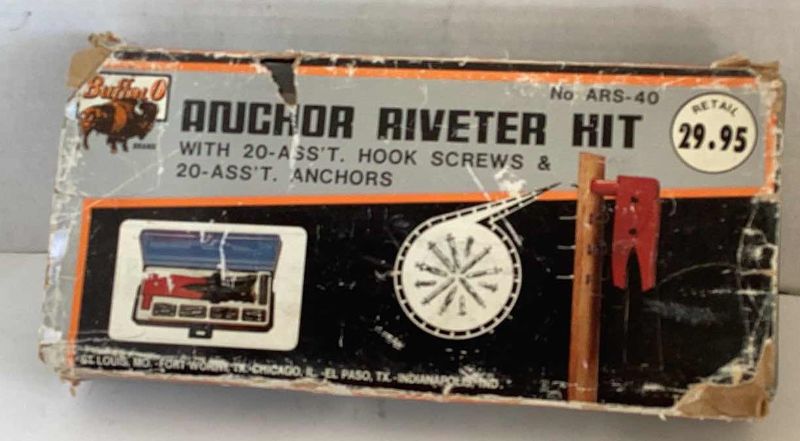 Buffalo
BRAND
No. ARS-40
ANCHOR RIVETER KIT
WITH 20-ASS'T. HOOK SCREWS &
20-ASS'T. ANCHORS
RETAIL
29.95
ST. LOUIS, MO.-FORT WORTH, TX.-CHICAGO, IL.-EL PASO, TX.-INDIANAPOLIS, IND.